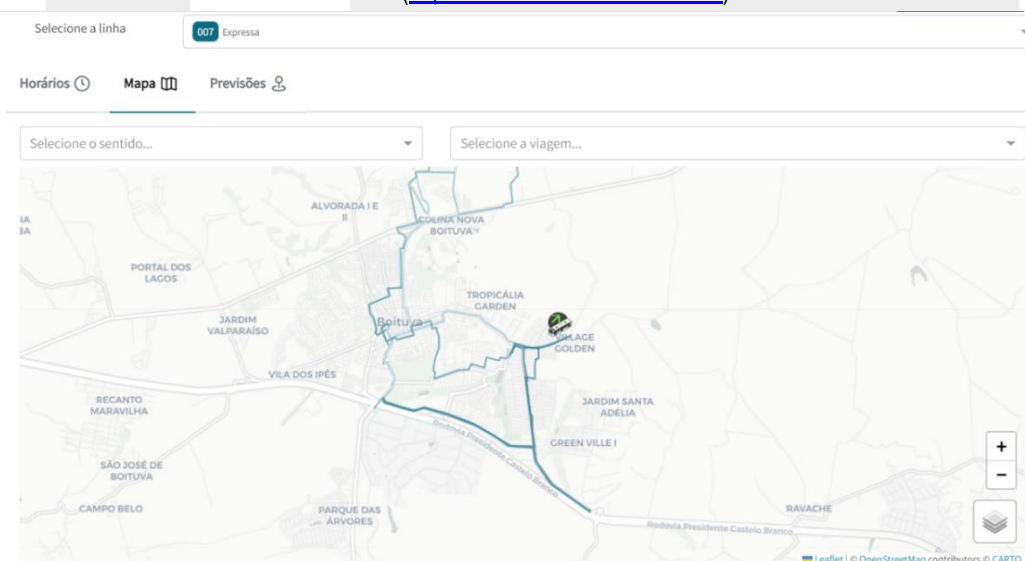 Selecione a linha
007 Expressa
Horários
Mapa
Previsões
Selecione o sentido...
Selecione a viagem...
ALVORADA I E
II
COLINA NOVA
BOITUVA
PORTAL DOS
LAGOS
TROPICÁLIA
GARDEN
JARDIM
VALPARAÍSO
Boituva
GOLDEN
VILA DOS IPÊS
RECANTO
MARAVILHA
JARDIM SANTA
ADÉLIA
Rodovia Presidente Castelo Branco
GREEN VILLE I
+
−
SÃO JOSÉ DE
BOITUVA
CAMPO BELO
PARQUE DAS
ÁRVORES
RAVACHE
Rodovia Presidente Castelo Branco
Leaflet | © OpenStreetMap contributors © CARTO